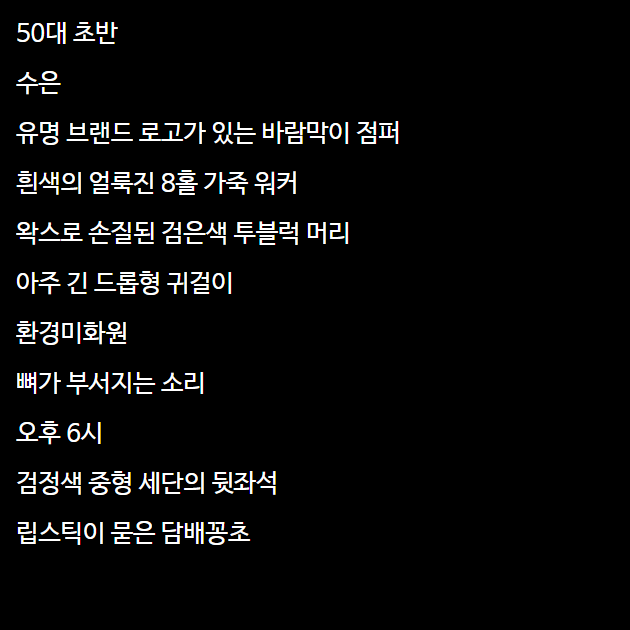 50대 초반
수은
유명 브랜드 로고가 있는 바람막이 점퍼
흰색의 얼룩진 8홀 가죽 워커
왁스로 손질된 검은색 투블럭 머리
아주 긴 드롭형 귀걸이
환경미화원
뼈가 부서지는 소리
오후 6시
검정색 중형 세단의 뒷좌석
립스틱이 묻은 담배꽁초